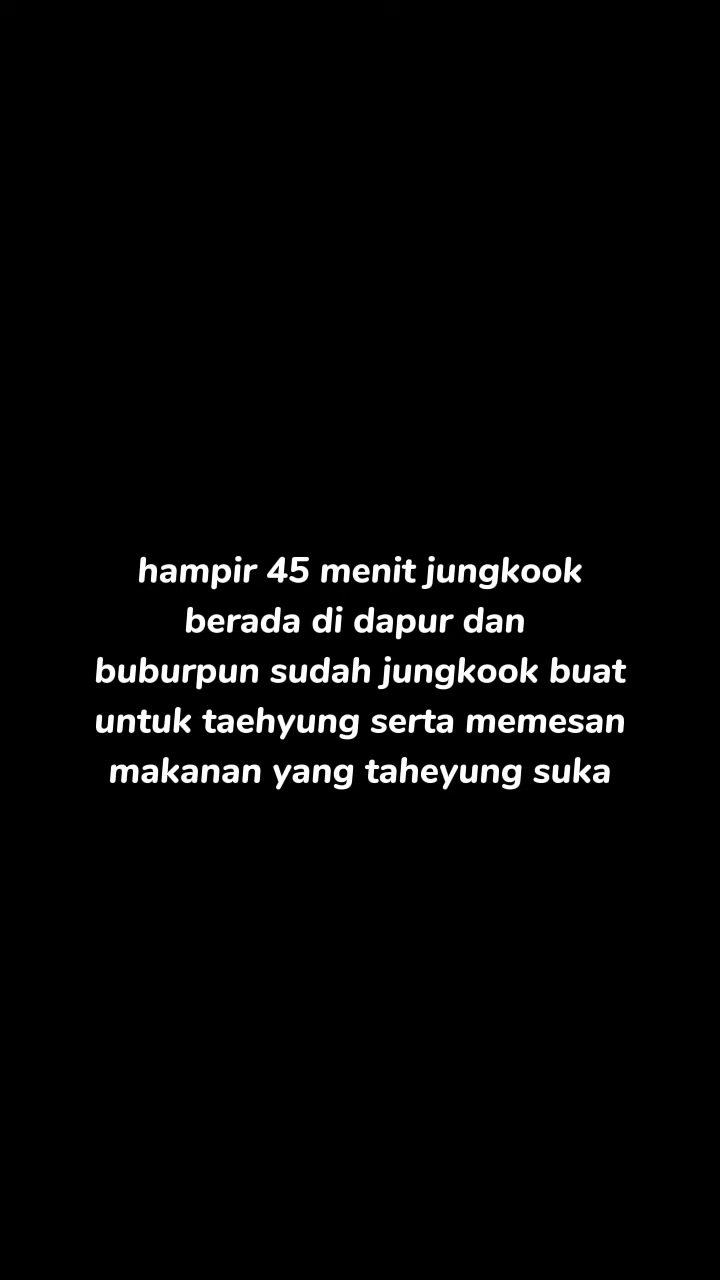 hampir 45 menit jungkook
berada di dapur dan
buburpun sudah jungkook buat
untuk taehyung serta memesan
makanan yang taheyung suka